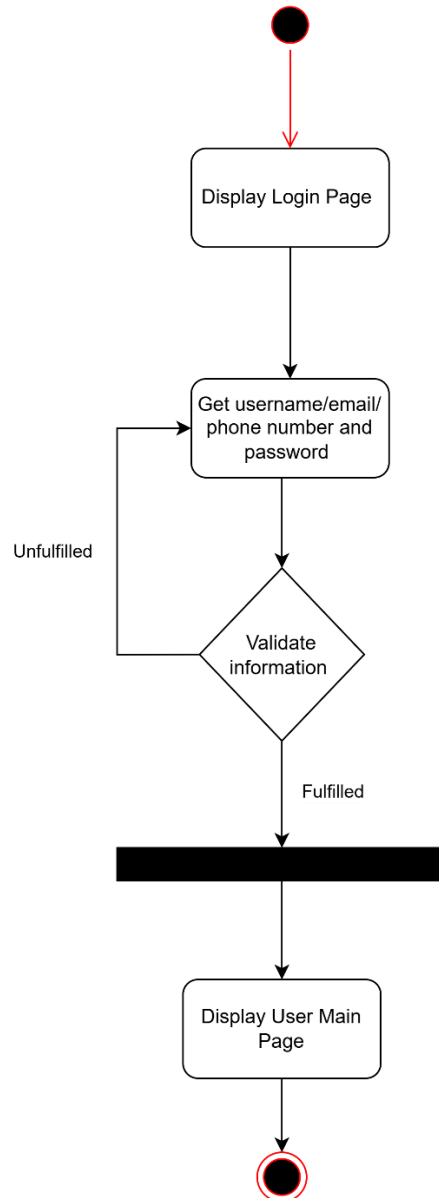 Display Login Page
Get username/email/
phone number and
password
Unfulfilled
Validate
information
Fulfilled
Display User Main
Page